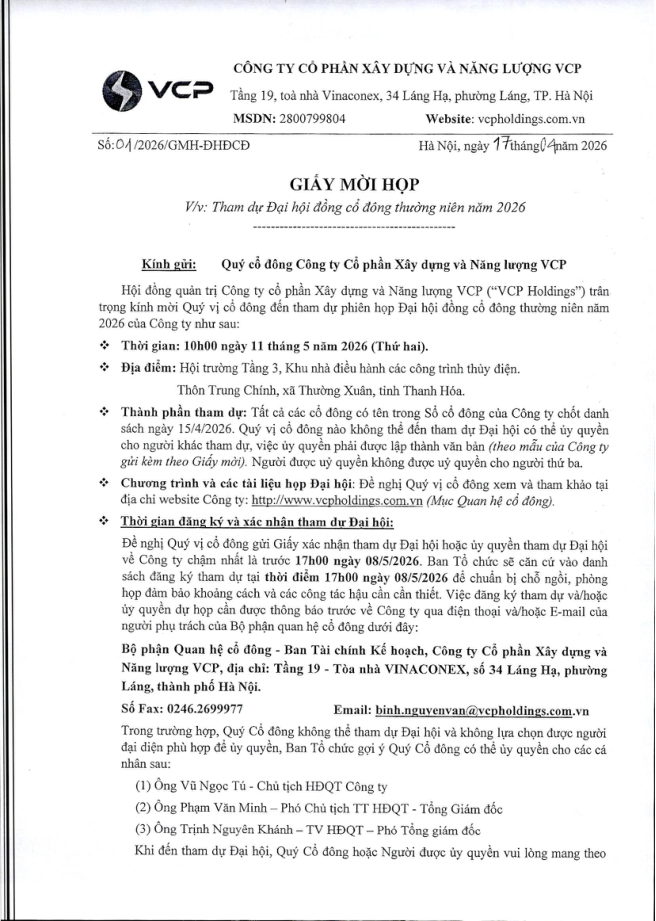 VCP
CÔNG TY CỔ PHẦN XÂY DỰNG VÀ NĂNG LƯỢNG VCP
Tầng 19, toà nhà Vinaconex, 34 Láng Hạ, phường Láng, TP. Hà Nội
MSDN: 2800799804 Website: vcpholdings.com.vn
Số:01/2026/GMH-ĐHĐCĐ Hà Nội, ngày 17 tháng 04 năm 2026
GIẤY MỜI HỌP
V/v: Tham dự Đại hội đồng cổ đông thường niên năm 2026
Kính gửi: Quý cổ đông Công ty Cổ phần Xây dựng và Năng lượng VCP
Hội đồng quản trị Công ty cổ phần Xây dựng và Năng lượng VCP (“VCP Holdings”) trân
trọng kính mời Quý vị cổ đông đến tham dự phiên họp Đại hội đồng cổ đông thường niên năm
2026 của Công ty như sau:
❖ Thời gian: 10h00 ngày 11 tháng 5 năm 2026 (Thứ hai).
❖ Địa điểm: Hội trường Tầng 3, Khu nhà điều hành các công trình thủy điện.
Thôn Trung Chính, xã Thường Xuân, tỉnh Thanh Hóa.
❖ Thành phần tham dự: Tất cả các cổ đông có tên trong Sổ cổ đông của Công ty chốt danh
sách ngày 15/4/2026. Quý vị cổ đông nào không thể đến tham dự Đại hội có thể ủy quyền
cho người khác tham dự, việc ủy quyền phải được lập thành văn bản (theo mẫu của Công ty
gửi kèm theo Giấy mời). Người được uỷ quyền không được uỷ quyền cho người thứ ba.
❖ Chương trình và các tài liệu họp Đại hội: Đề nghị Quý vị cổ đông xem và tham khảo tại
địa chỉ website Công ty: http://www.vcpholdings.com.vn (Mục Quan hệ cổ đông).
❖ Thời gian đăng ký và xác nhận tham dự Đại hội:
Đề nghị Quý vị cổ đông gửi Giấy xác nhận tham dự Đại hội hoặc ủy quyền tham dự Đại hội
về Công ty chậm nhất là trước 17h00 ngày 08/5/2026. Ban Tổ chức sẽ căn cứ vào danh
sách đăng ký tham dự tại thời điểm 17h00 ngày 08/5/2026 để chuẩn bị chỗ ngồi, phòng
họp đảm bảo khoảng cách và các công tác hậu cần cần thiết. Việc đăng ký tham dự và/hoặc
ủy quyền dự họp cần được thông báo trước về Công ty qua điện thoại và/hoặc E-mail của
người phụ trách của Bộ phận quan hệ cổ đông dưới đây:
Bộ phận Quan hệ cổ đông - Ban Tài chính Kế hoạch, Công ty Cổ phần Xây dựng và
Năng lượng VCP, địa chỉ: Tầng 19 - Tòa nhà VINACONEX, số 34 Láng Hạ, phường
Láng, thành phố Hà Nội.
Số Fax: 0246.2699977 Email: binh.nguyenvan@vcpholdings.com.vn
Trong trường hợp, Quý Cổ đông không thể tham dự Đại hội và không lựa chọn được người
đại diện phù hợp để ủy quyền, Ban Tổ chức gợi ý Quý Cổ đông có thể ủy quyền cho các cá
nhân sau:
(1) Ông Vũ Ngọc Tú - Chủ tịch HĐQT Công ty
(2) Ông Phạm Văn Minh – Phó Chủ tịch TT HĐQT - Tổng Giám đốc
(3) Ông Trịnh Nguyên Khánh – TV HĐQT – Phó Tổng giám đốc
Khi đến tham dự Đại hội, Quý Cổ đông hoặc Người được ủy quyền vui lòng mang theo